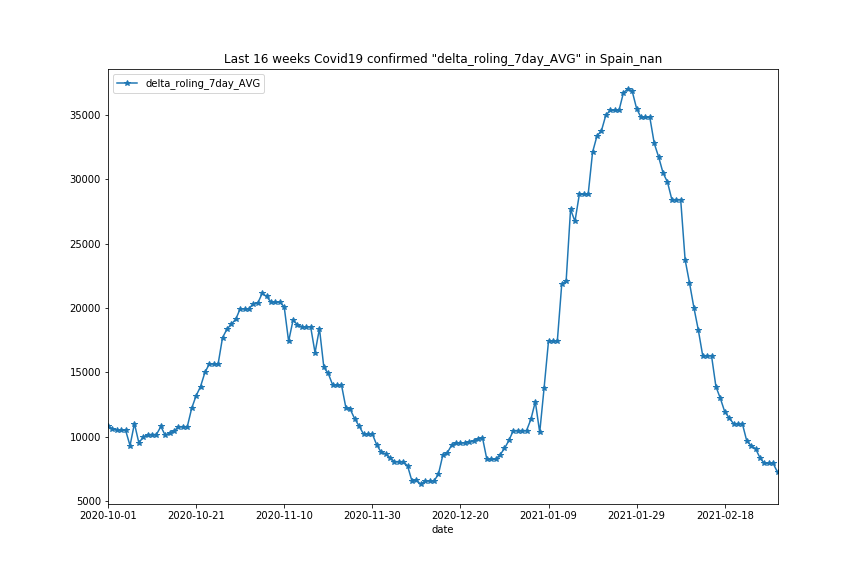 Last 16 weeks Covid19 confirmed "delta_roling_7day_AVG" in Spain_nan
delta_roling_7day_AVG
35000
30000
25000
20000
15000
10000
5000
2020-10-01 2020-10-21 2020-11-10 2020-11-30 2020-12-20 2021-01-09 2021-01-29 2021-02-18
date